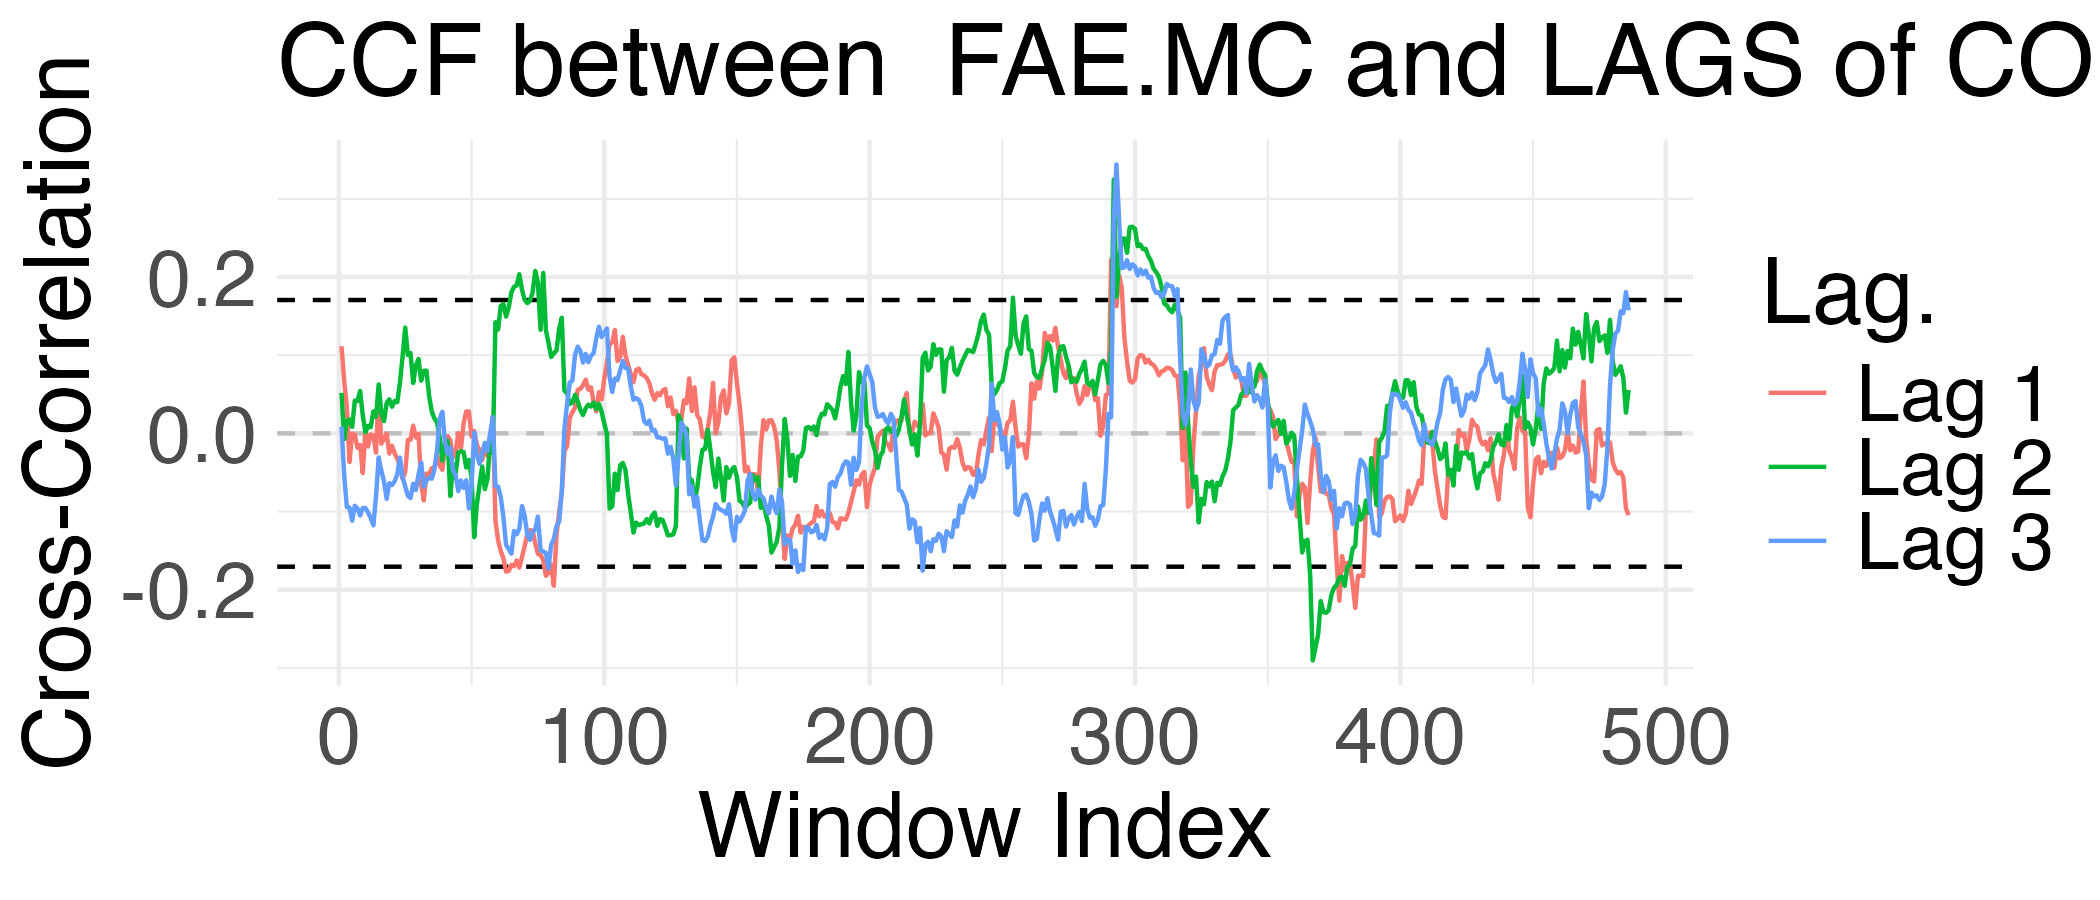 CCF between  FAE.MC and LAGS of CO
Cross-Correlation
0.2
0.0
-0.2
0 100 200 300 400 500
Window Index
Lag.
Lag 1
Lag 2
Lag 3